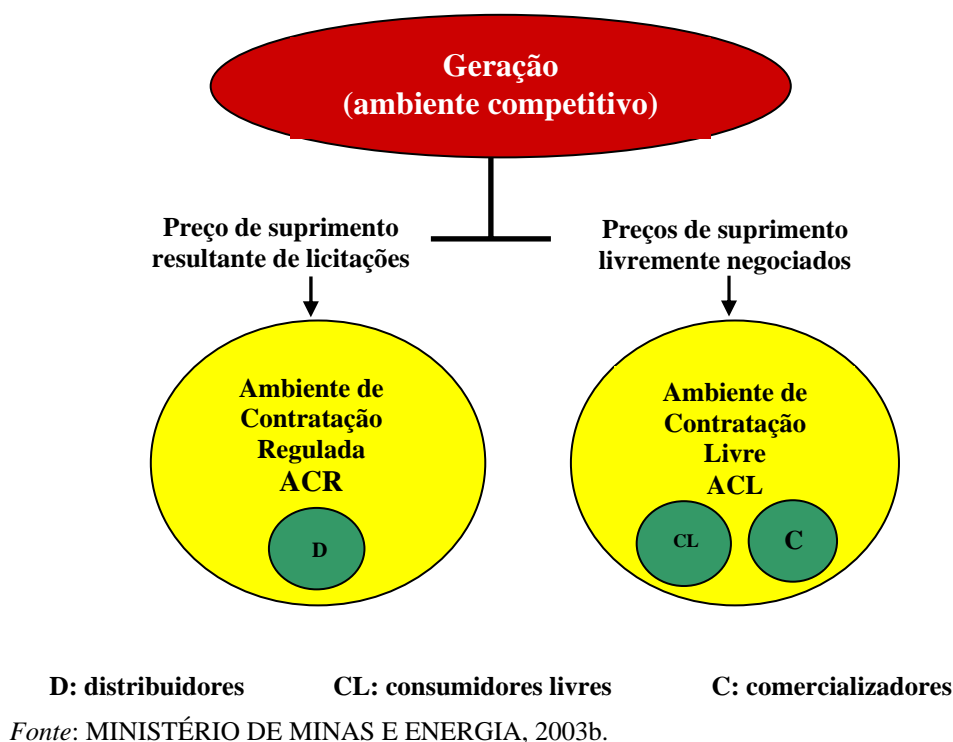 Geração
(ambiente competitivo)
Preço de suprimento
resultante de licitações
Preços de suprimento
livremente negociados
Ambiente de
Contratação
Regulada
ACR
D
Ambiente de
Contratação
Livre
ACL
CL
C
D: distribuidores CL: consumidores livres C: comercializadores
Fonte: MINISTÉRIO DE MINAS E ENERGIA, 2003b.